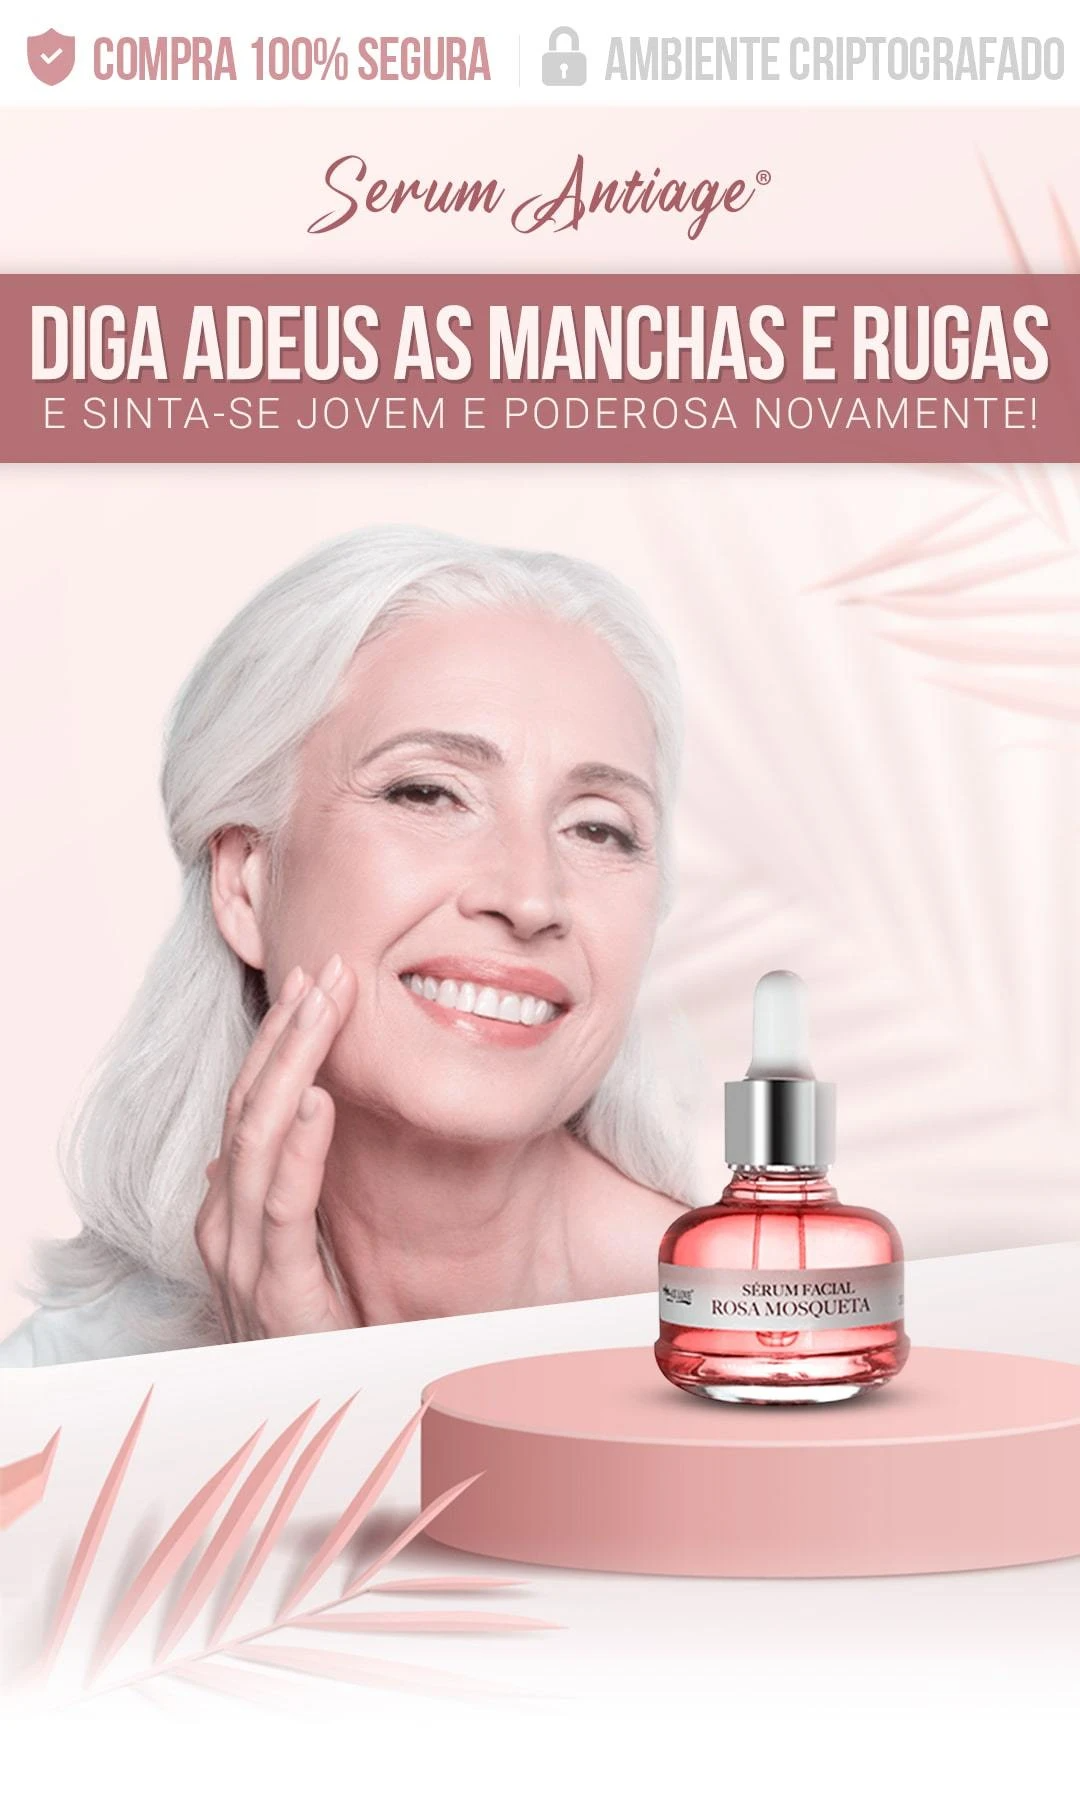 COMPRA 100% SEGURA
AMBIENTE CRIPTOGRAFADO
Serum Antiage®
DIGA ADEUS AS MANCHAS E RUGAS
E SINTA-SE JOVEM E PODEROSA NOVAMENTE!
SÉRUM FACIAL
ROSA MOSQUETA